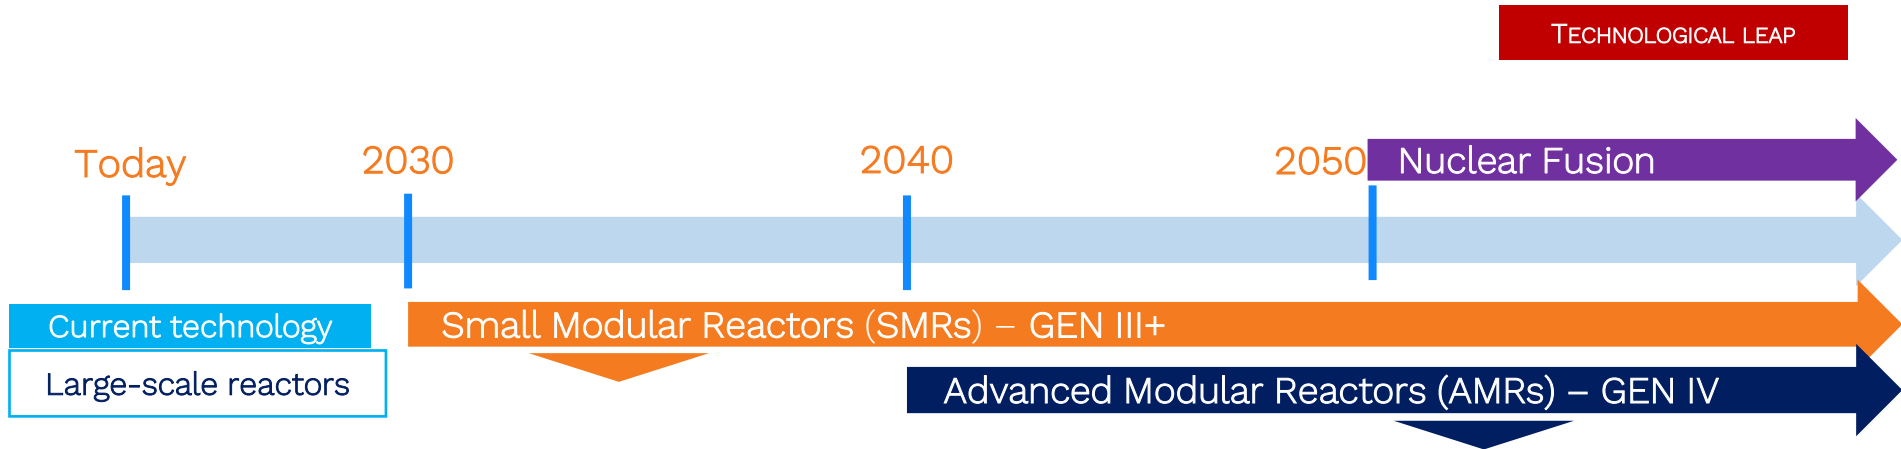 TECHNOLOGICAL LEAP
Today
2030
2040
2050
Nuclear Fusion
Current technology
Small Modular Reactors (SMRs) – GEN III+
Large-scale reactors
Advanced Modular Reactors (AMRs) – GEN IV